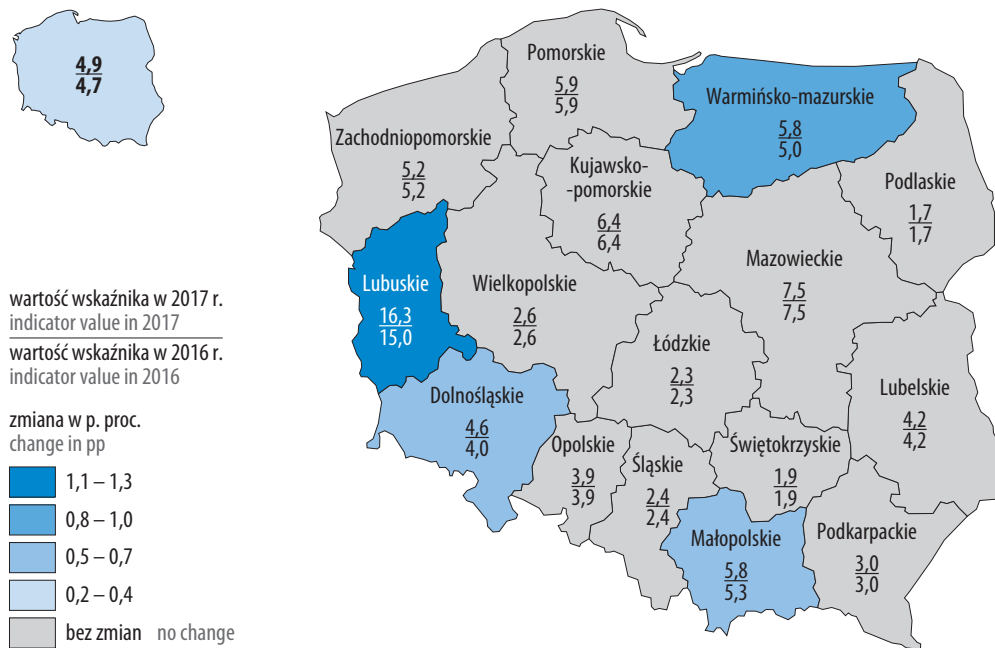 4,9
4,7
Pomorskie
5,9
5,9
Warmińsko-mazurskie
5,8
5,0
Zachodniopomorskie
5,2
5,2
Kujawsko-
-pomorskie
6,4
6,4
Podlaskie
1,7
1,7
Mazowieckie
7,5
7,5
Lubuskie
16,3
15,0
Wielkopolskie
2,6
2,6
wartość wskaźnika w 2017 r.
indicator value in 2017
wartość wskaźnika w 2016 r.
indicator value in 2016
Łódzkie
2,3
2,3
Lubelskie
4,2
4,2
Dolnośląskie
4,6
4,0
Opolskie
3,9
3,9
Śląskie
2,4
2,4
Świętokrzyskie
1,9
1,9
Małopolskie
5,8
5,3
Podkarpackie
3,0
3,0
zmiana w p. proc.
change in pp
1,1 – 1,3
0,8 – 1,0
0,5 – 0,7
0,2 – 0,4
bez zmian no change